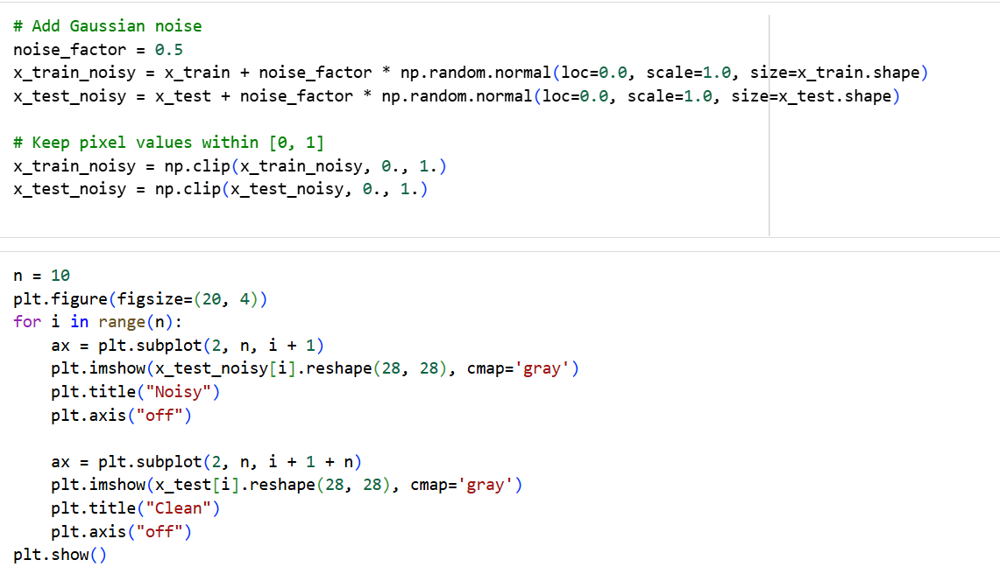 # Add Gaussian noise
noise_factor = 0.5
x_train_noisy = x_train + noise_factor * np.random.normal(loc=0.0, scale=1.0, size=x_train.shape)
x_test_noisy = x_test + noise_factor * np.random.normal(loc=0.0, scale=1.0, size=x_test.shape)

# Keep pixel values within [0, 1]
x_train_noisy = np.clip(x_train_noisy, 0., 1.)
x_test_noisy = np.clip(x_test_noisy, 0., 1.)

n = 10
plt.figure(figsize=(20, 4))
for i in range(n):
    ax = plt.subplot(2, n, i + 1)
    plt.imshow(x_test_noisy[i].reshape(28, 28), cmap='gray')
    plt.title("Noisy")
    plt.axis("off")

    ax = plt.subplot(2, n, i + 1 + n)
    plt.imshow(x_test[i].reshape(28, 28), cmap='gray')
    plt.title("Clean")
    plt.axis("off")
plt.show()